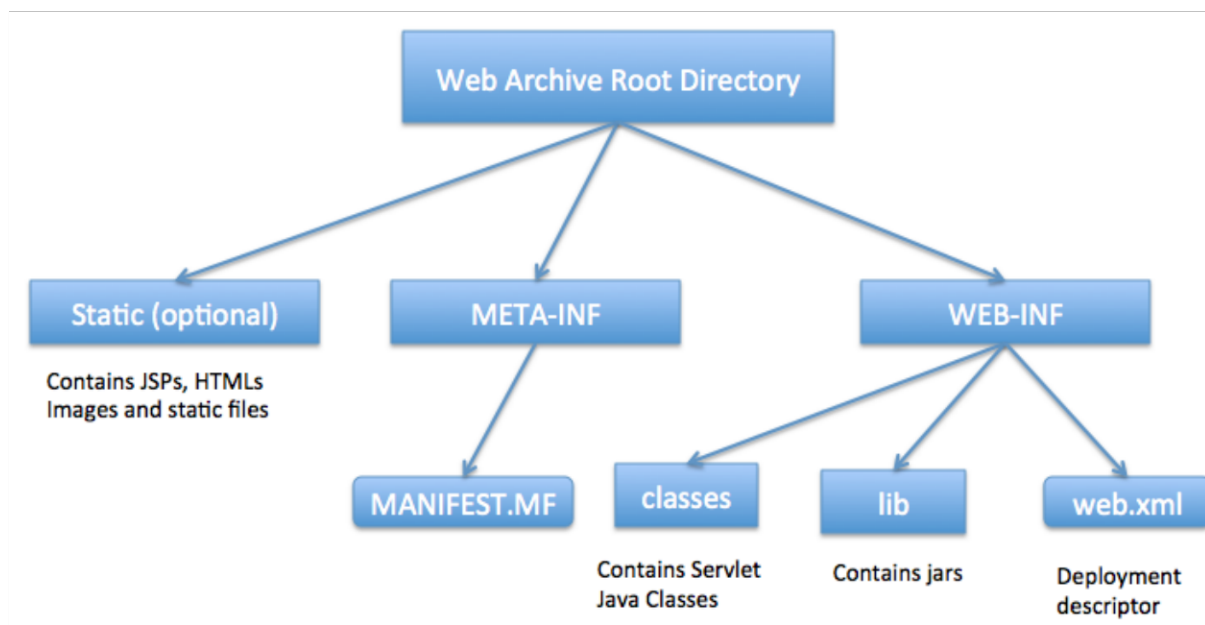 Web Archive Root Directory
Static (optional)
META-INF
WEB-INF
Contains JSPs, HTMLs
Images and static files
MANIFEST.MF
classes
lib
web.xml
Contains Servlet
Java Classes
Contains jars
Deployment
descriptor